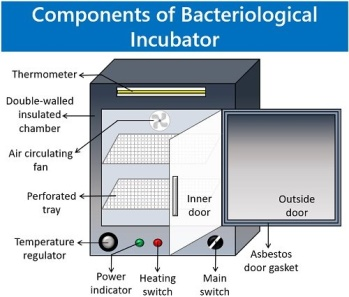 Components of Bacteriological
Incubator
Thermometer
Double-walled
insulated
chamber
Air circulating
fan
Perforated
tray
Temperature
regulator
Power
indicator
Heating
switch
Main
switch
Inner
door
Outside
door
Asbestos
door gasket